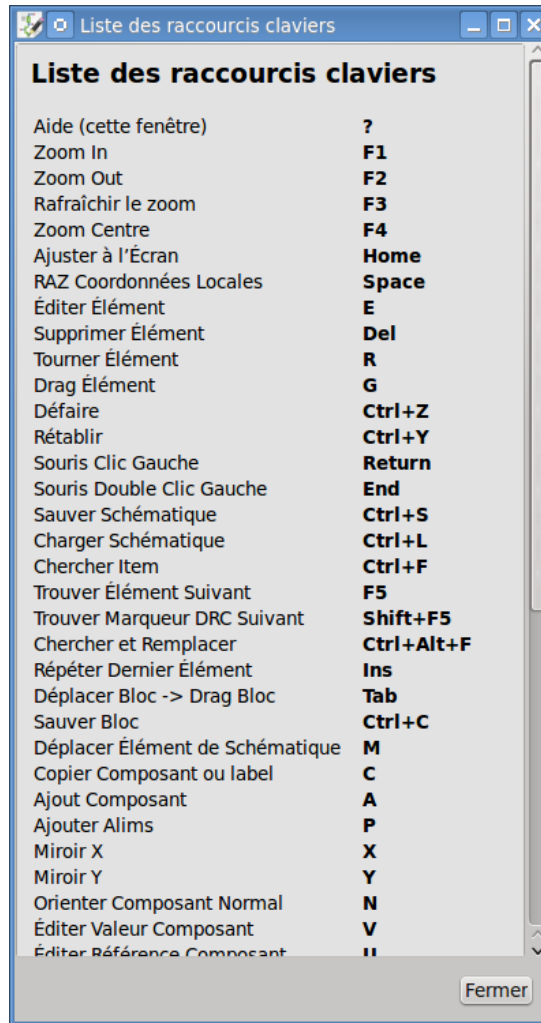 Liste des raccourcis claviers
Liste des raccourcis claviers
Aide (cette fenêtre) ?
Zoom In F1
Zoom Out F2
Rafraîchir le zoom F3
Zoom Centre F4
Ajuster à l'Écran Home
RAZ Coordonnées Locales Space
Éditer Élément E
Supprimer Élément Del
Tourner Élément R
Drag Élément G
Défaire Ctrl+Z
Rétablir Ctrl+Y
Souris Clic Gauche Return
Souris Double Clic Gauche End
Sauver Schématique Ctrl+S
Charger Schématique Ctrl+L
Chercher Item Ctrl+F
Trouver Élément Suivant F5
Trouver Marqueur DRC Suivant Shift+F5
Chercher et Remplacer Ctrl+Alt+F
Répéter Dernier Élément Ins
Déplacer Bloc -> Drag Bloc Tab
Sauver Bloc Ctrl+C
Déplacer Élément de Schématique M
Copier Composant ou label C
Ajout Composant A
Ajouter Alims P
Miroir X X
Miroir Y Y
Orienter Composant Normal N
Éditer Valeur Composant V
Éditer Référence Composant U
Fermer